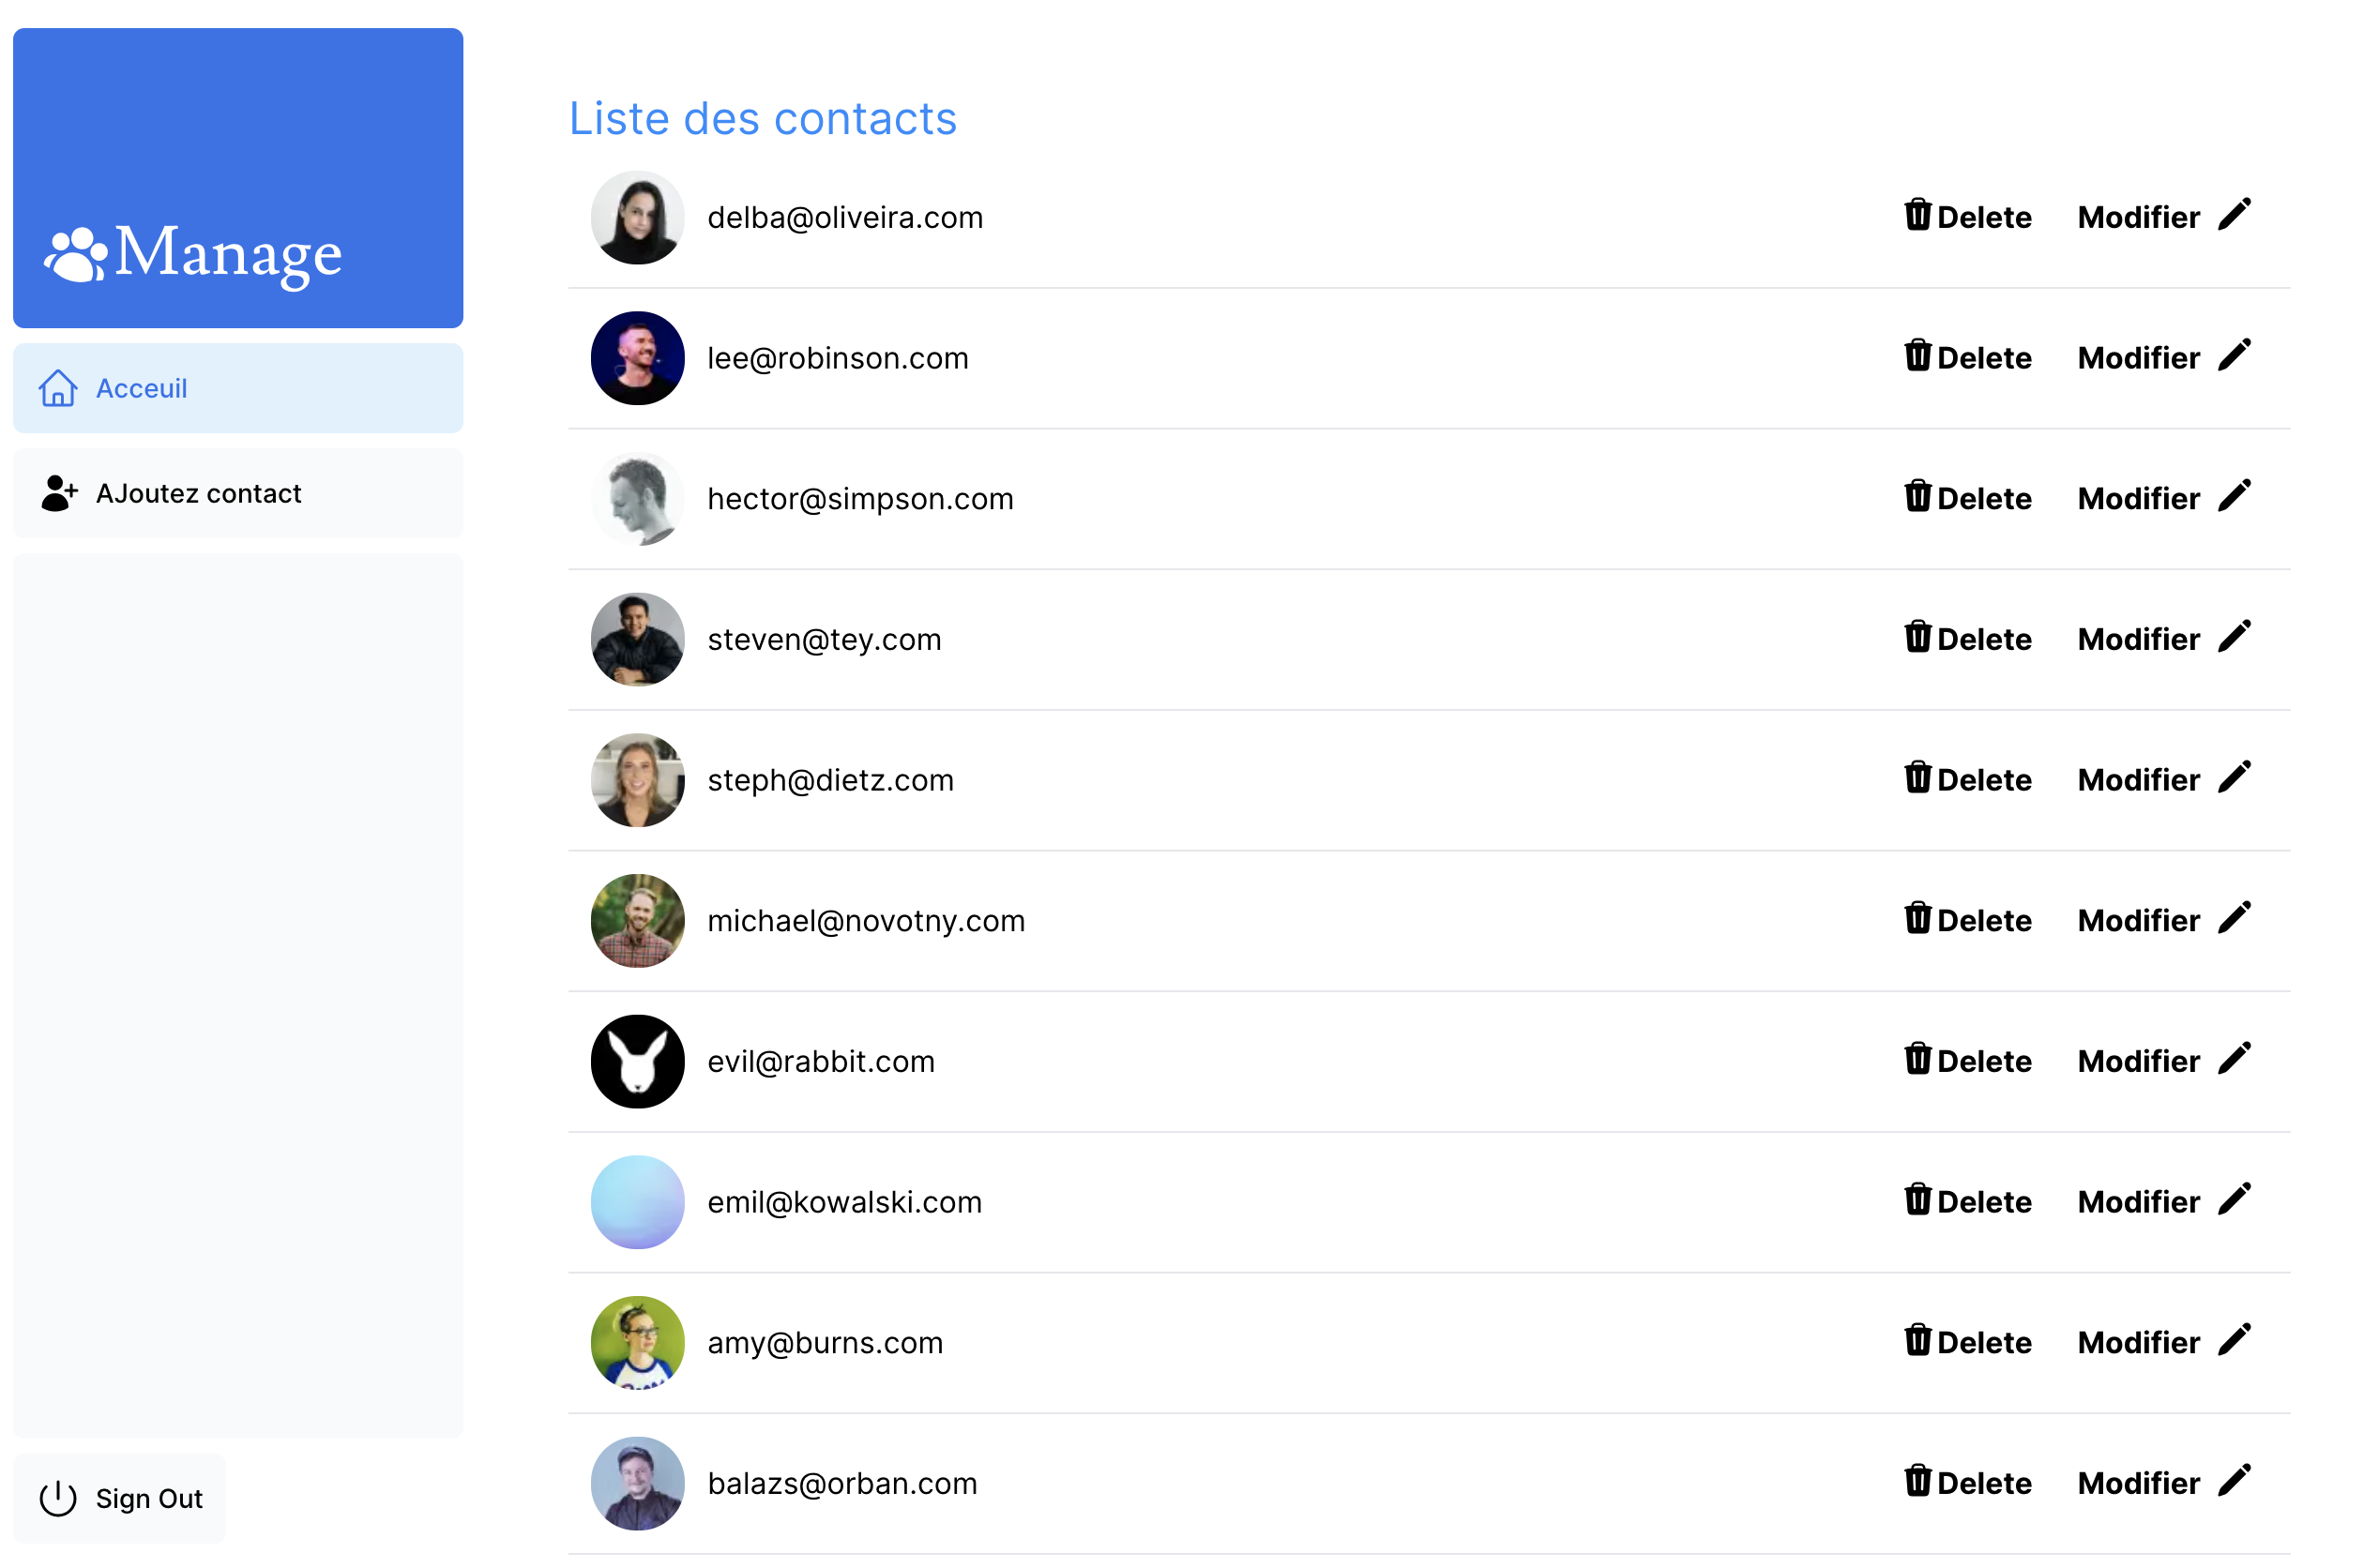 Manage
Acceuil
AJoutez contact
Sign Out
Liste des contacts
delba@oliveira.com Delete Modifier
lee@robinson.com Delete Modifier
hector@simpson.com Delete Modifier
steven@tey.com Delete Modifier
steph@dietz.com Delete Modifier
michael@novotny.com Delete Modifier
evil@rabbit.com Delete Modifier
emil@kowalski.com Delete Modifier
amy@burns.com Delete Modifier
balazs@orban.com Delete Modifier